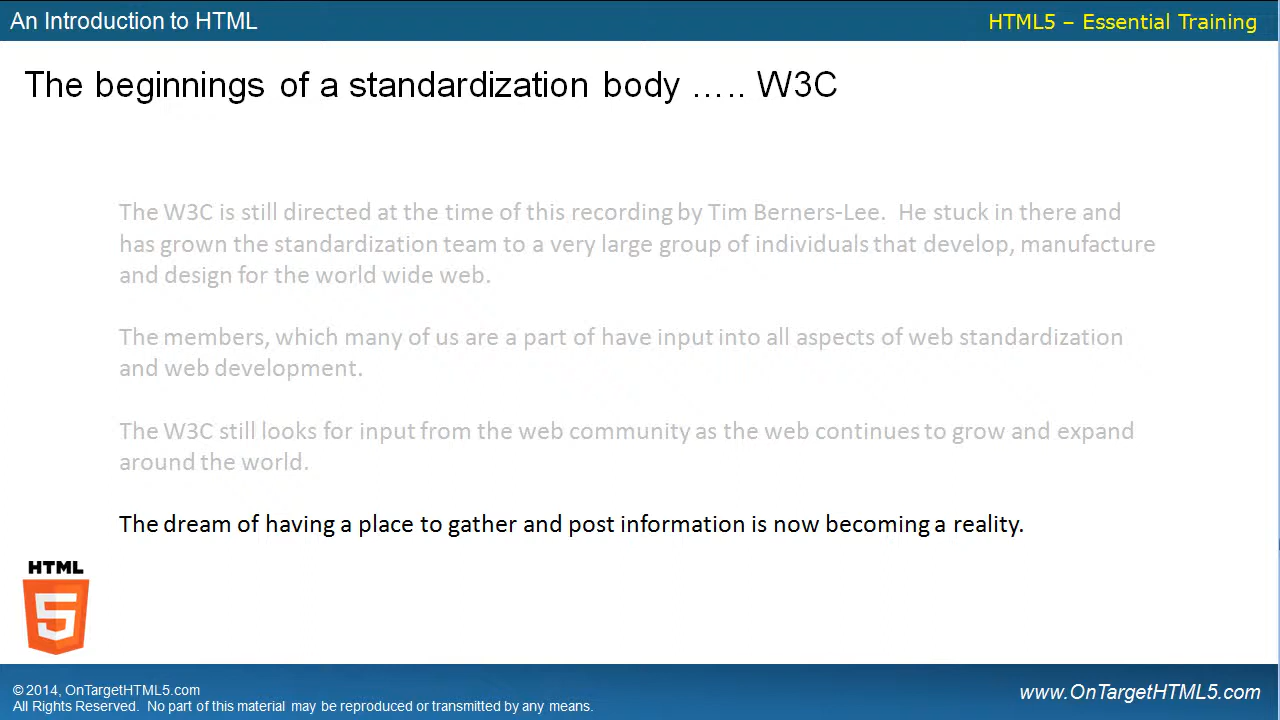 An Introduction to HTML
HTML5 – Essential Training
The beginnings of a standardization body ..... W3C
The W3C is still directed at the time of this recording by Tim Berners-Lee.  He stuck in there and
has grown the standardization team to a very large group of individuals that develop, manufacture
and design for the world wide web.
The members, which many of us are a part of have input into all aspects of web standardization
and web development.
The W3C still looks for input from the web community as the web continues to grow and expand
around the world.
The dream of having a place to gather and post information is now becoming a reality.
HTML
5
© 2014, OnTargetHTML5.com
All Rights Reserved.  No part of this material may be reproduced or transmitted by any means.
www.OnTargetHTML5.com